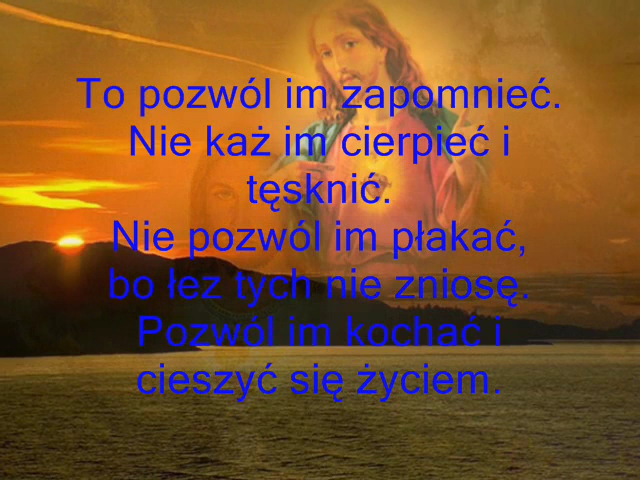 To pozwól im zapomnieć.
Nie każ im cierpieć i
tęsknić.
Nie pozwól im płakać,
bo łez tych nie zniosę.
Pozwól im kochać i
cieszyć się życiem.